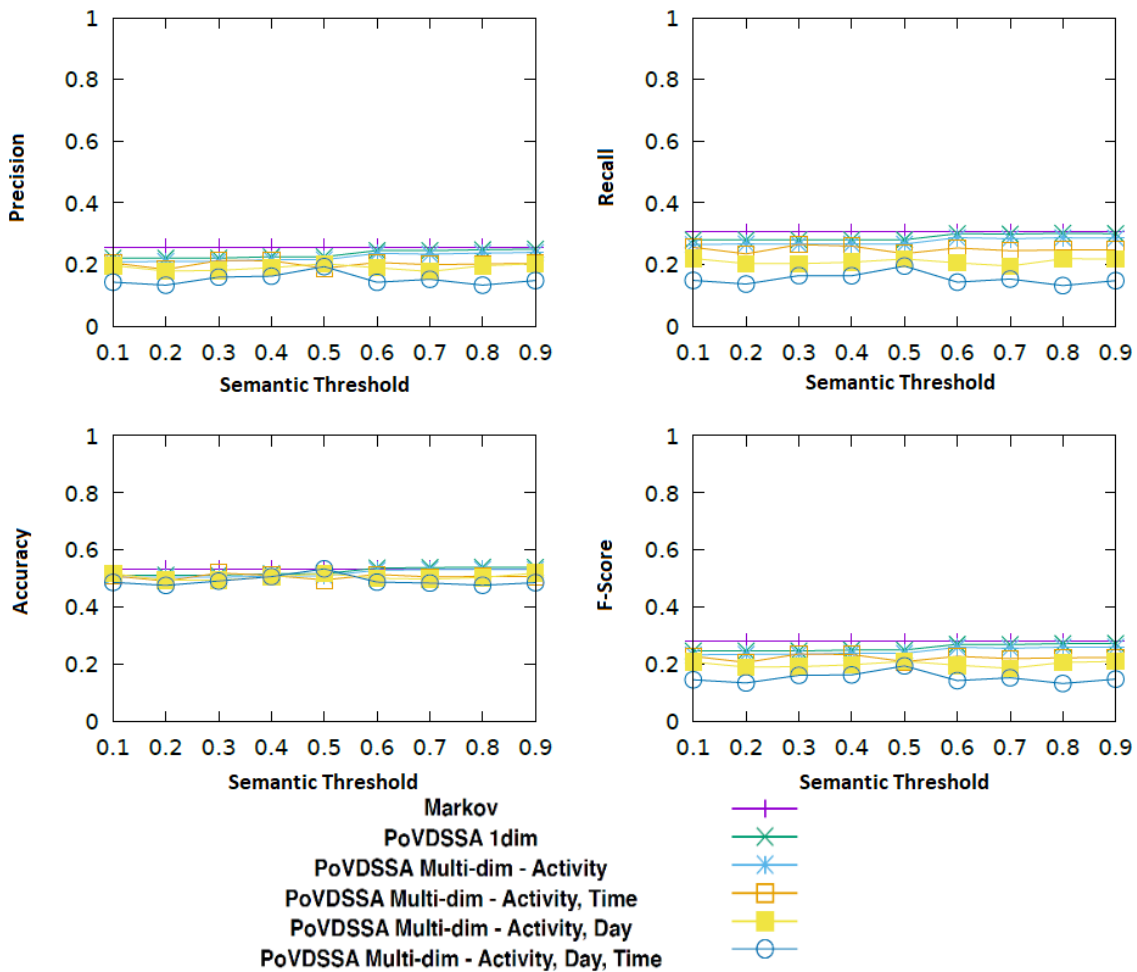 1
0.8
0.6
0.4
0.2
0
Precision
0.1 0.2 0.3 0.4 0.5 0.6 0.7 0.8 0.9
Semantic Threshold
1
0.8
0.6
0.4
0.2
0
Recall
0.1 0.2 0.3 0.4 0.5 0.6 0.7 0.8 0.9
Semantic Threshold
1
0.8
0.6
0.4
0.2
0
Accuracy
0.1 0.2 0.3 0.4 0.5 0.6 0.7 0.8 0.9
Semantic Threshold
1
0.8
0.6
0.4
0.2
0
F-Score
0.1 0.2 0.3 0.4 0.5 0.6 0.7 0.8 0.9
Semantic Threshold
Markov
PoVDSSA 1dim
PoVDSSA Multi-dim - Activity
PoVDSSA Multi-dim - Activity, Time
PoVDSSA Multi-dim - Activity, Day
PoVDSSA Multi-dim - Activity, Day, Time